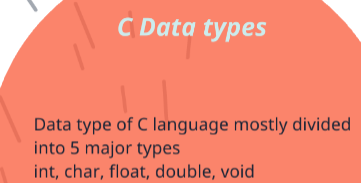 C Data types
Data type of C language mostly divided
into 5 major types
int, char, float, double, void